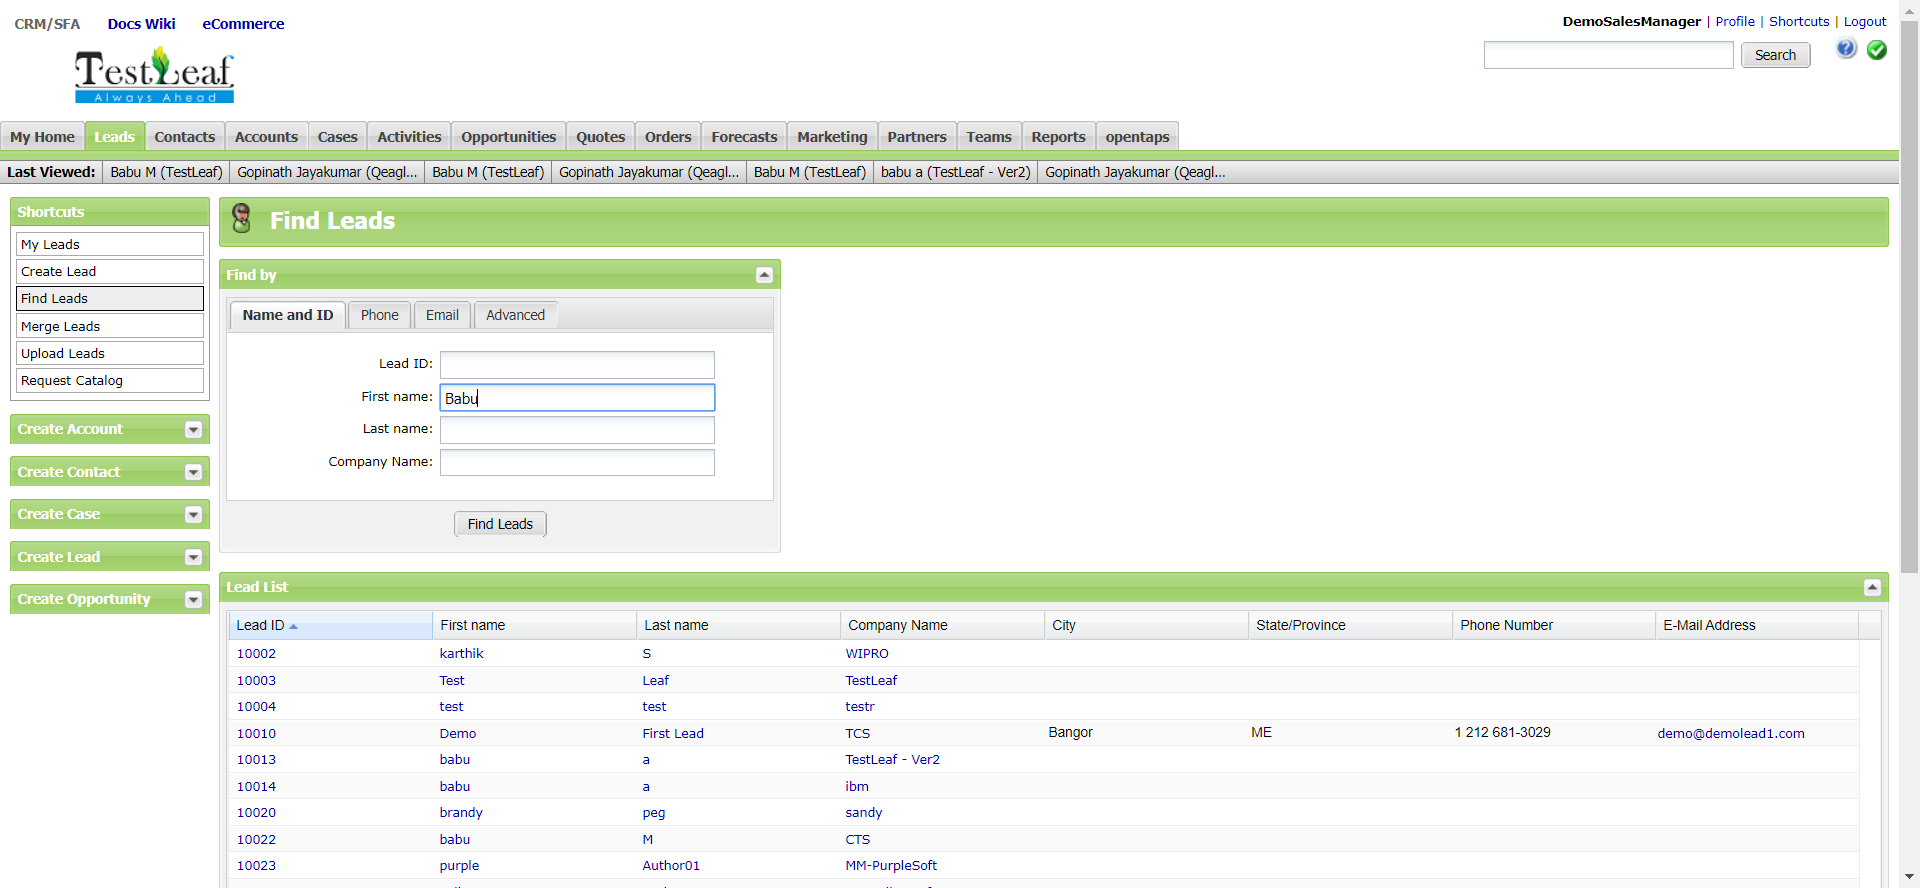 CRM/SFA Docs Wiki eCommerce
DemoSalesManager | Profile | Shortcuts | Logout
TestLeaf
Always Ahead
Search
My Home Leads Contacts Accounts Cases Activities Opportunities Quotes Orders Forecasts Marketing Partners Teams Reports opentaps
Last Viewed: Babu M (TestLeaf) Gopinath Jayakumar (Qeagl... Babu M (TestLeaf) Gopinath Jayakumar (Qeagl... Babu M (TestLeaf) babu a (TestLeaf - Ver2) Gopinath Jayakumar (Qeagl...
Shortcuts
My Leads
Create Lead
Find Leads
Merge Leads
Upload Leads
Request Catalog
Create Account
Create Contact
Create Case
Create Lead
Create Opportunity
Find Leads
Find by
Name and ID Phone Email Advanced
Lead ID:
First name: Babu
Last name:
Company Name:
Find Leads
Lead List
Lead ID First name Last name Company Name City State/Province Phone Number E-Mail Address
10002 karthik S WIPRO
10003 Test Leaf TestLeaf
10004 test test testr
10010 Demo First Lead TCS Bangor ME 1 212 681-3029 demo@demolead1.com
10013 babu a TestLeaf - Ver2
10014 babu a ibm
10020 brandy peg sandy
10022 babu M CTS
10023 purple Author01 MM-PurpleSoft